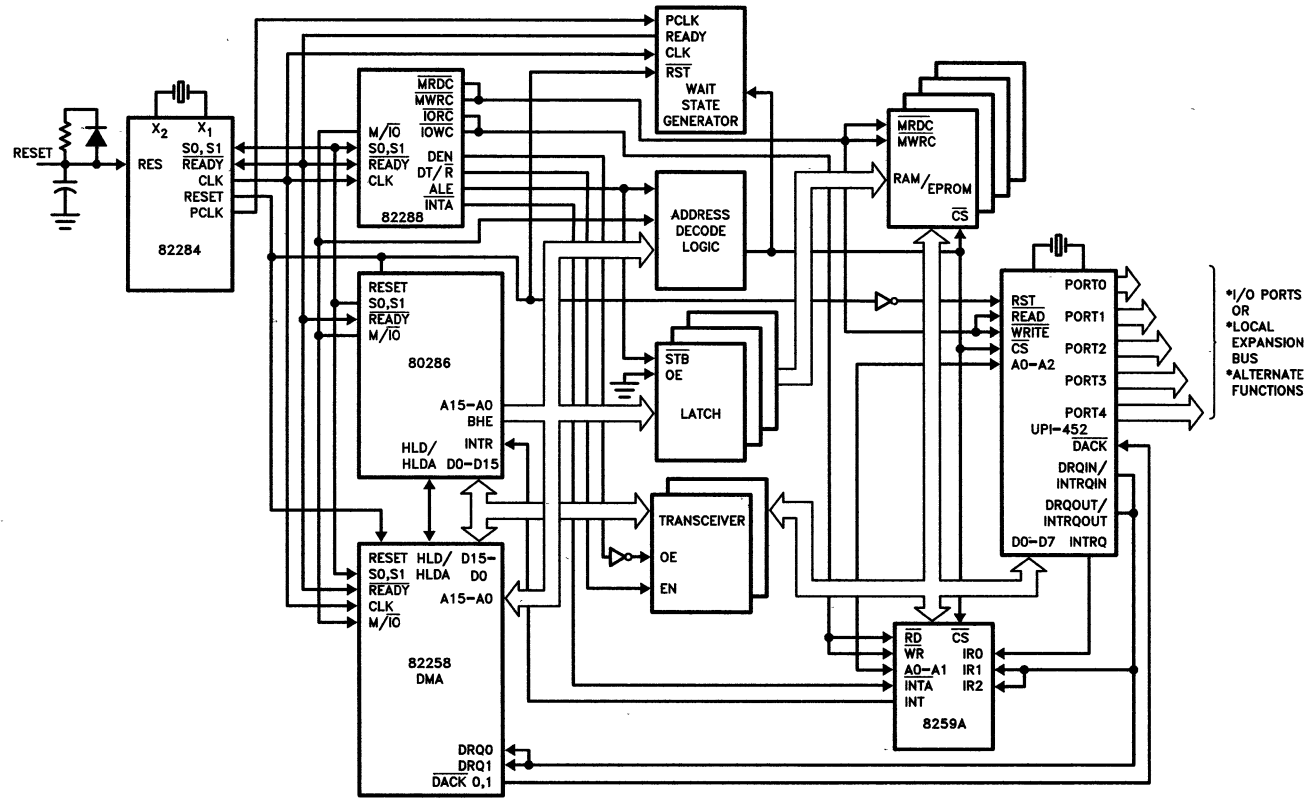 RESET
X2 X1
RES
S0,S1
READY
CLK
RESET
PCLK
82284
M/IO
S0,S1
READY
CLK
MRDC
MWRC
IORC
IOWC
DEN
DT/R
ALE
INTA
82288
PCLK
READY
CLK
RST
WAIT
STATE
GENERATOR
ADDRESS
DECODE
LOGIC
MRDC
MWRC
RAM/EPROM
CS
RESET
S0,S1
READY
M/IO
80286
A15-A0
BHE
INTR
HLD/
HLDA D0-D15
STB
OE
LATCH
TRANSCEIVER
OE
EN
RST
READ
WRITE
CS
A0-A2
PORT0
PORT1
PORT2
PORT3
PORT4
UPI-452
DACK
DRQIN/
INTRQIN
DRQOUT/
INTRQOUT
D0-D7 INTRQ
*I/O PORTS
OR
*LOCAL
EXPANSION
BUS
*ALTERNATE
FUNCTIONS
RESET HLD/ D15-
S0,S1 HLDA D0
READY
CLK
M/IO
A15-A0
82258
DMA
DRQ0
DRQ1
DACK 0,1
RD
WR
A0-A1
INTA
INT
CS
IR0
IR1
IR2
8259A